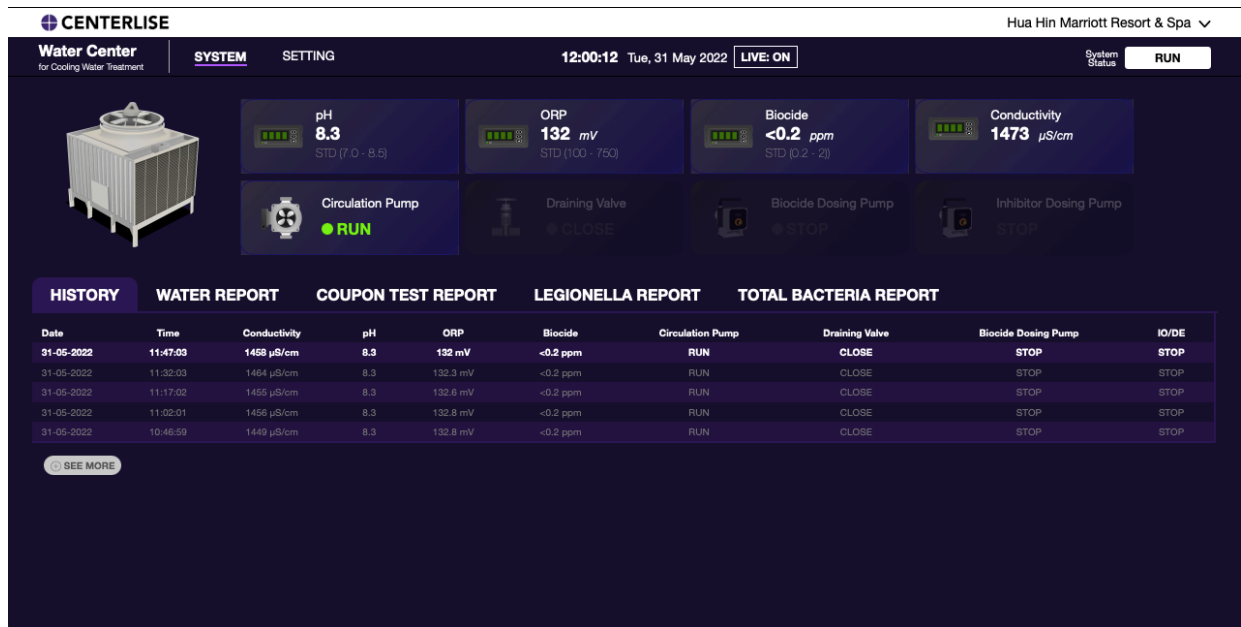 CENTERLISE
Hua Hin Marriott Resort & Spa
Water Center
for Cooling Water Treatment
SYSTEM SETTING
12:00:12 Tue, 31 May 2022 LIVE: ON
System Status RUN
pH
8.3
STD (7.0 - 8.5)
ORP
132 mV
STD (100 - 750)
Biocide
<0.2 ppm
STD (0.2 - 2))
Conductivity
1473 µS/cm
Circulation Pump
RUN
Draining Valve
CLOSE
Biocide Dosing Pump
STOP
Inhibitor Dosing Pump
STOP
HISTORY WATER REPORT COUPON TEST REPORT LEGIONELLA REPORT TOTAL BACTERIA REPORT
Date Time Conductivity pH ORP Biocide Circulation Pump Draining Valve Biocide Dosing Pump IO/DE
31-05-2022 11:47:03 1458 µS/cm 8.3 132 mV <0.2 ppm RUN CLOSE STOP STOP
31-05-2022 11:32:03 1464 µS/cm 8.3 132.3 mV <0.2 ppm RUN CLOSE STOP STOP
31-05-2022 11:17:02 1455 µS/cm 8.3 132.6 mV <0.2 ppm RUN CLOSE STOP STOP
31-05-2022 11:02:01 1456 µS/cm 8.3 132.8 mV <0.2 ppm RUN CLOSE STOP STOP
31-05-2022 10:46:59 1449 µS/cm 8.3 132.8 mV <0.2 ppm RUN CLOSE STOP STOP
SEE MORE